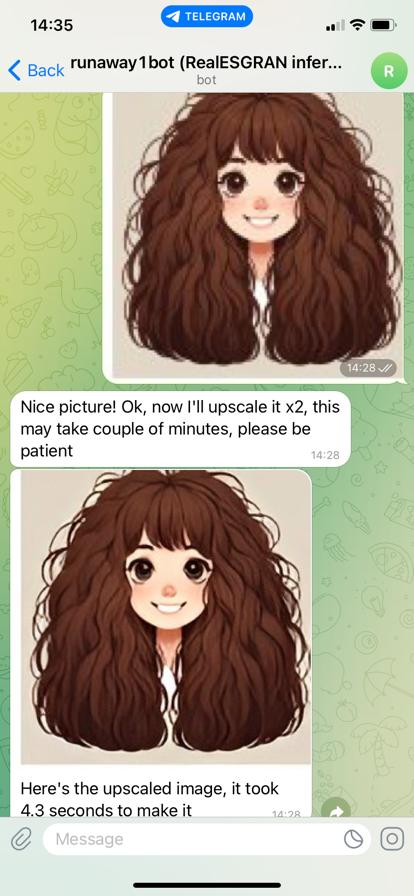 14:35
TELEGRAM
Back
runaway1bot (RealESGRAN infer...
bot
R
14:28
Nice picture! Ok, now I'll upscale it x2, this
may take couple of minutes, please be
patient
14:28
Here's the upscaled image, it took
4.3 seconds to make it
14:28
Message